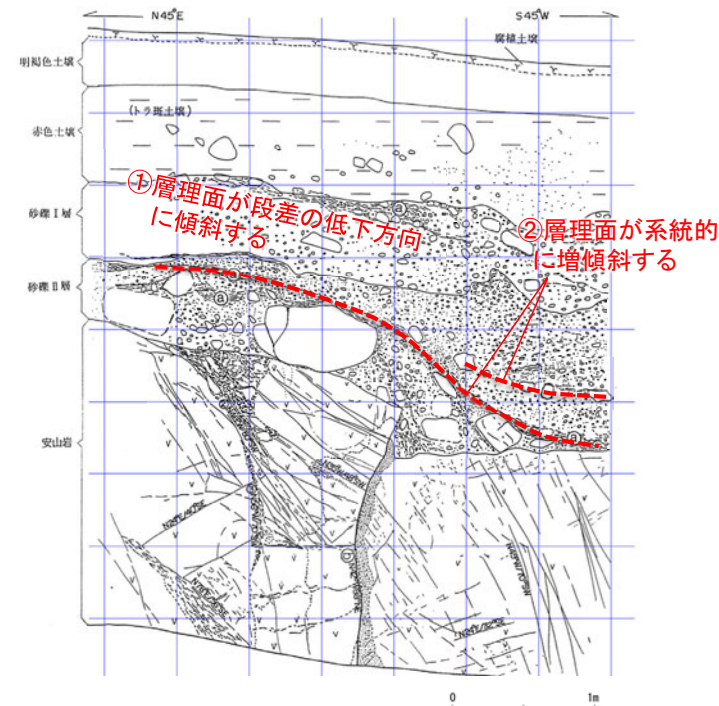 N45°E
S45°W
腐植土壌
明褐色土壌
(トラ斑土壌)
赤色土壌
①層理面が段差の低下方向
に傾斜する
ⓐ
砂礫Ⅰ層
②層理面が系統的
に増傾斜する
砂礫Ⅱ層
ⓐ
ⓐ
安山岩
0
1m